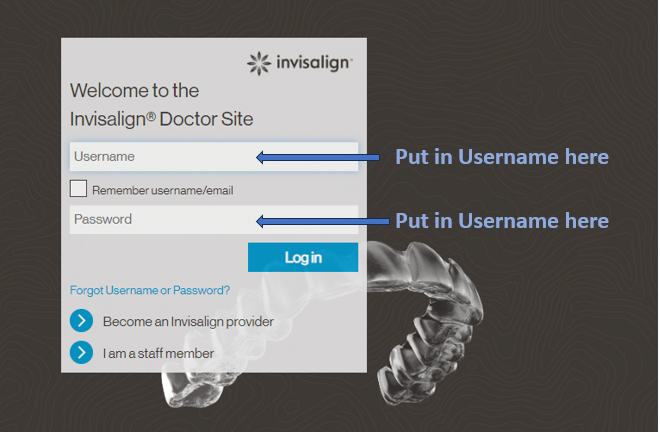 invisalign
Welcome to the
Invisalign® Doctor Site
Username
Put in Username here
Remember username/email
Password
Put in Username here
Log in
Forgot Username or Password?
Become an Invisalign provider
I am a staff member